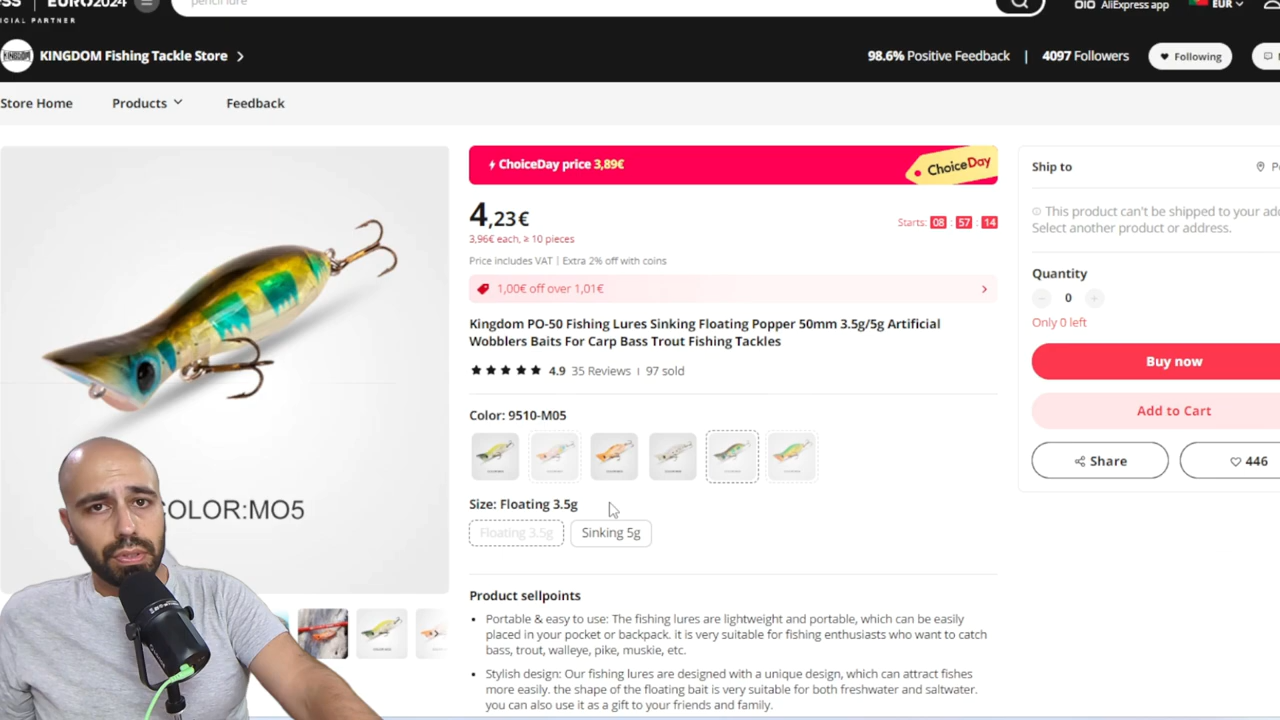 EURO2024
ICIAL PARTNER
pencil lure
AliExpress app
EUR
KINGDOM
KINGDOM Fishing Tackle Store
98.6% Positive Feedback | 4097 Followers
Following
Store Home
Products
Feedback
ChoiceDay price 3,89€
ChoiceDay
4,23€
Starts: 08 : 57 : 14
3,96€ each, ≥ 10 pieces
Price includes VAT | Extra 2% off with coins
1,00€ off over 1,01€
Kingdom PO-50 Fishing Lures Sinking Floating Popper 50mm 3.5g/5g Artificial
Wobblers Baits For Carp Bass Trout Fishing Tackles
4.9 35 Reviews | 97 sold
Color: 9510-M05
Size: Floating 3.5g
Floating 3.5g
Sinking 5g
Product sellpoints
• Portable & easy to use: The fishing lures are lightweight and portable, which can be easily
placed in your pocket or backpack. it is very suitable for fishing enthusiasts who want to catch
bass, trout, walleye, pike, muskie, etc.
• Stylish design: Our fishing lures are designed with a unique design, which can attract fishes
more easily. the shape of the floating bait is very suitable for both freshwater and saltwater.
you can also use it as a gift to your friends and family.
OLOR:MO5
Ship to
This product can't be shipped to your
Select another product or address.
Quantity
0
Only 0 left
Buy now
Add to Cart
Share
446